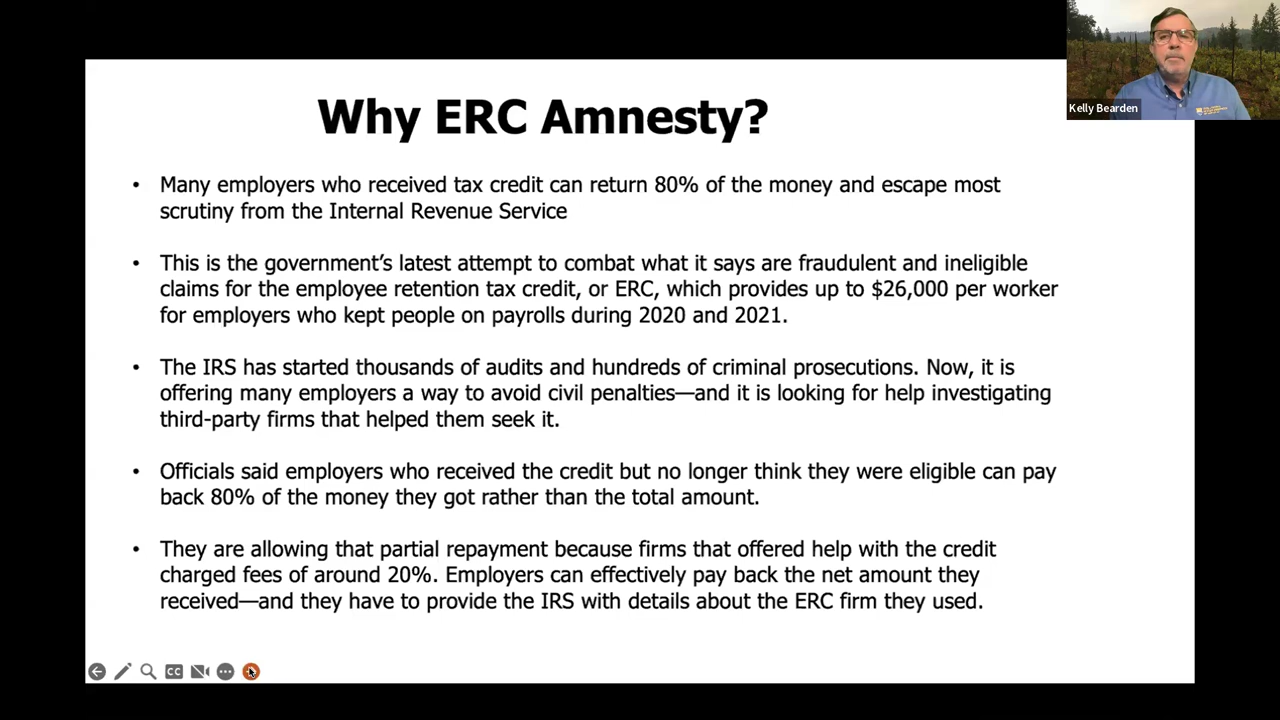 Kelly Bearden
Why ERC Amnesty?
• Many employers who received tax credit can return 80% of the money and escape most
scrutiny from the Internal Revenue Service
• This is the government’s latest attempt to combat what it says are fraudulent and ineligible
claims for the employee retention tax credit, or ERC, which provides up to $26,000 per worker
for employers who kept people on payrolls during 2020 and 2021.
• The IRS has started thousands of audits and hundreds of criminal prosecutions. Now, it is
offering many employers a way to avoid civil penalties—and it is looking for help investigating
third-party firms that helped them seek it.
• Officials said employers who received the credit but no longer think they were eligible can pay
back 80% of the money they got rather than the total amount.
• They are allowing that partial repayment because firms that offered help with the credit
charged fees of around 20%. Employers can effectively pay back the net amount they
received—and they have to provide the IRS with details about the ERC firm they used.
CC